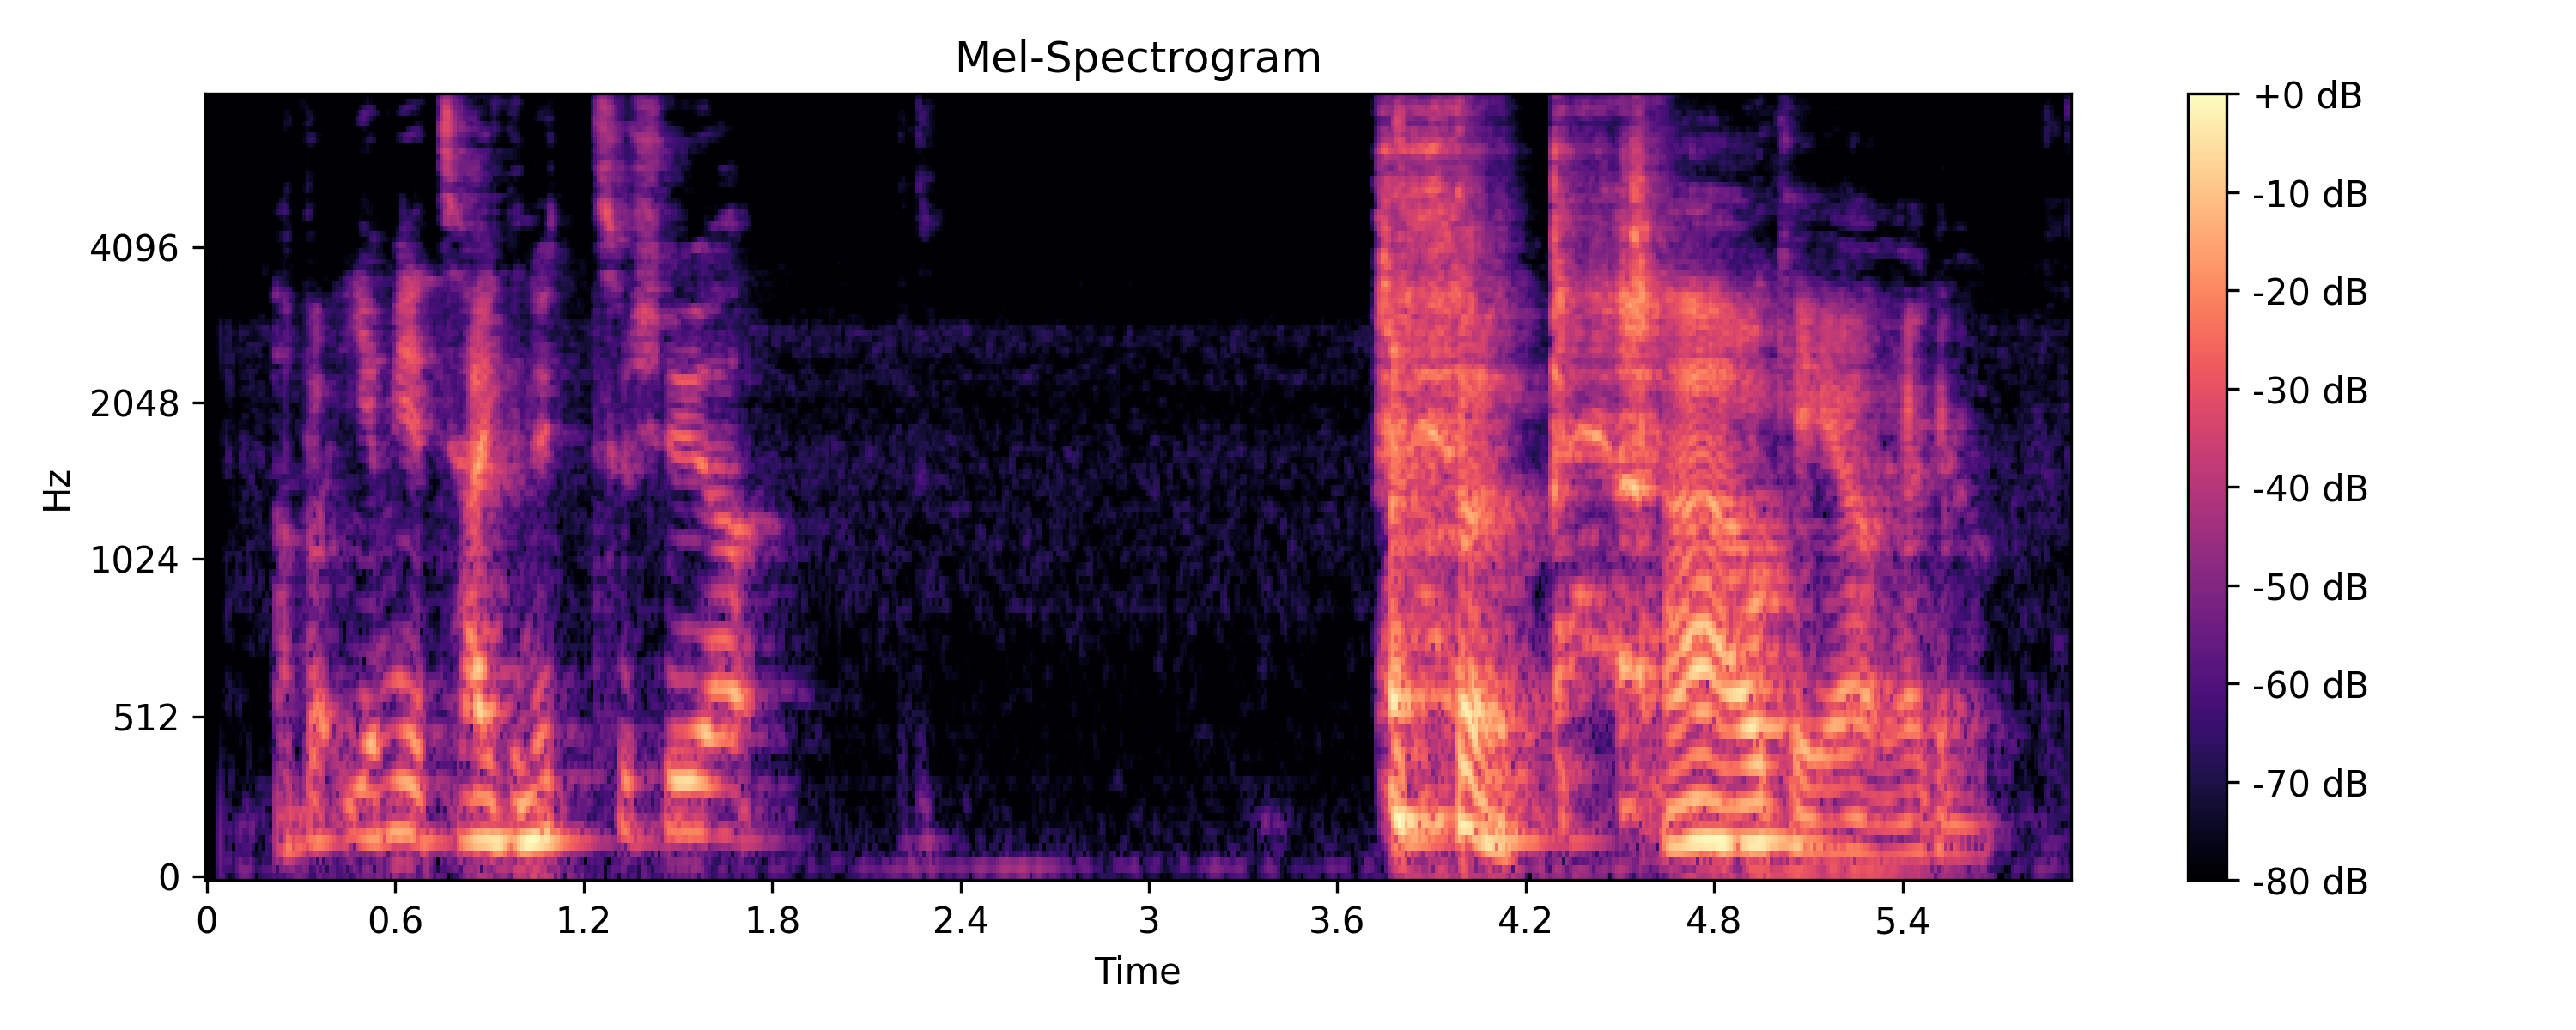 Mel-Spectrogram
+0 dB
-10 dB
-20 dB
-30 dB
-40 dB
-50 dB
-60 dB
-70 dB
-80 dB
4096
2048
1024
512
0
Hz
0 0.6 1.2 1.8 2.4 3 3.6 4.2 4.8 5.4
Time